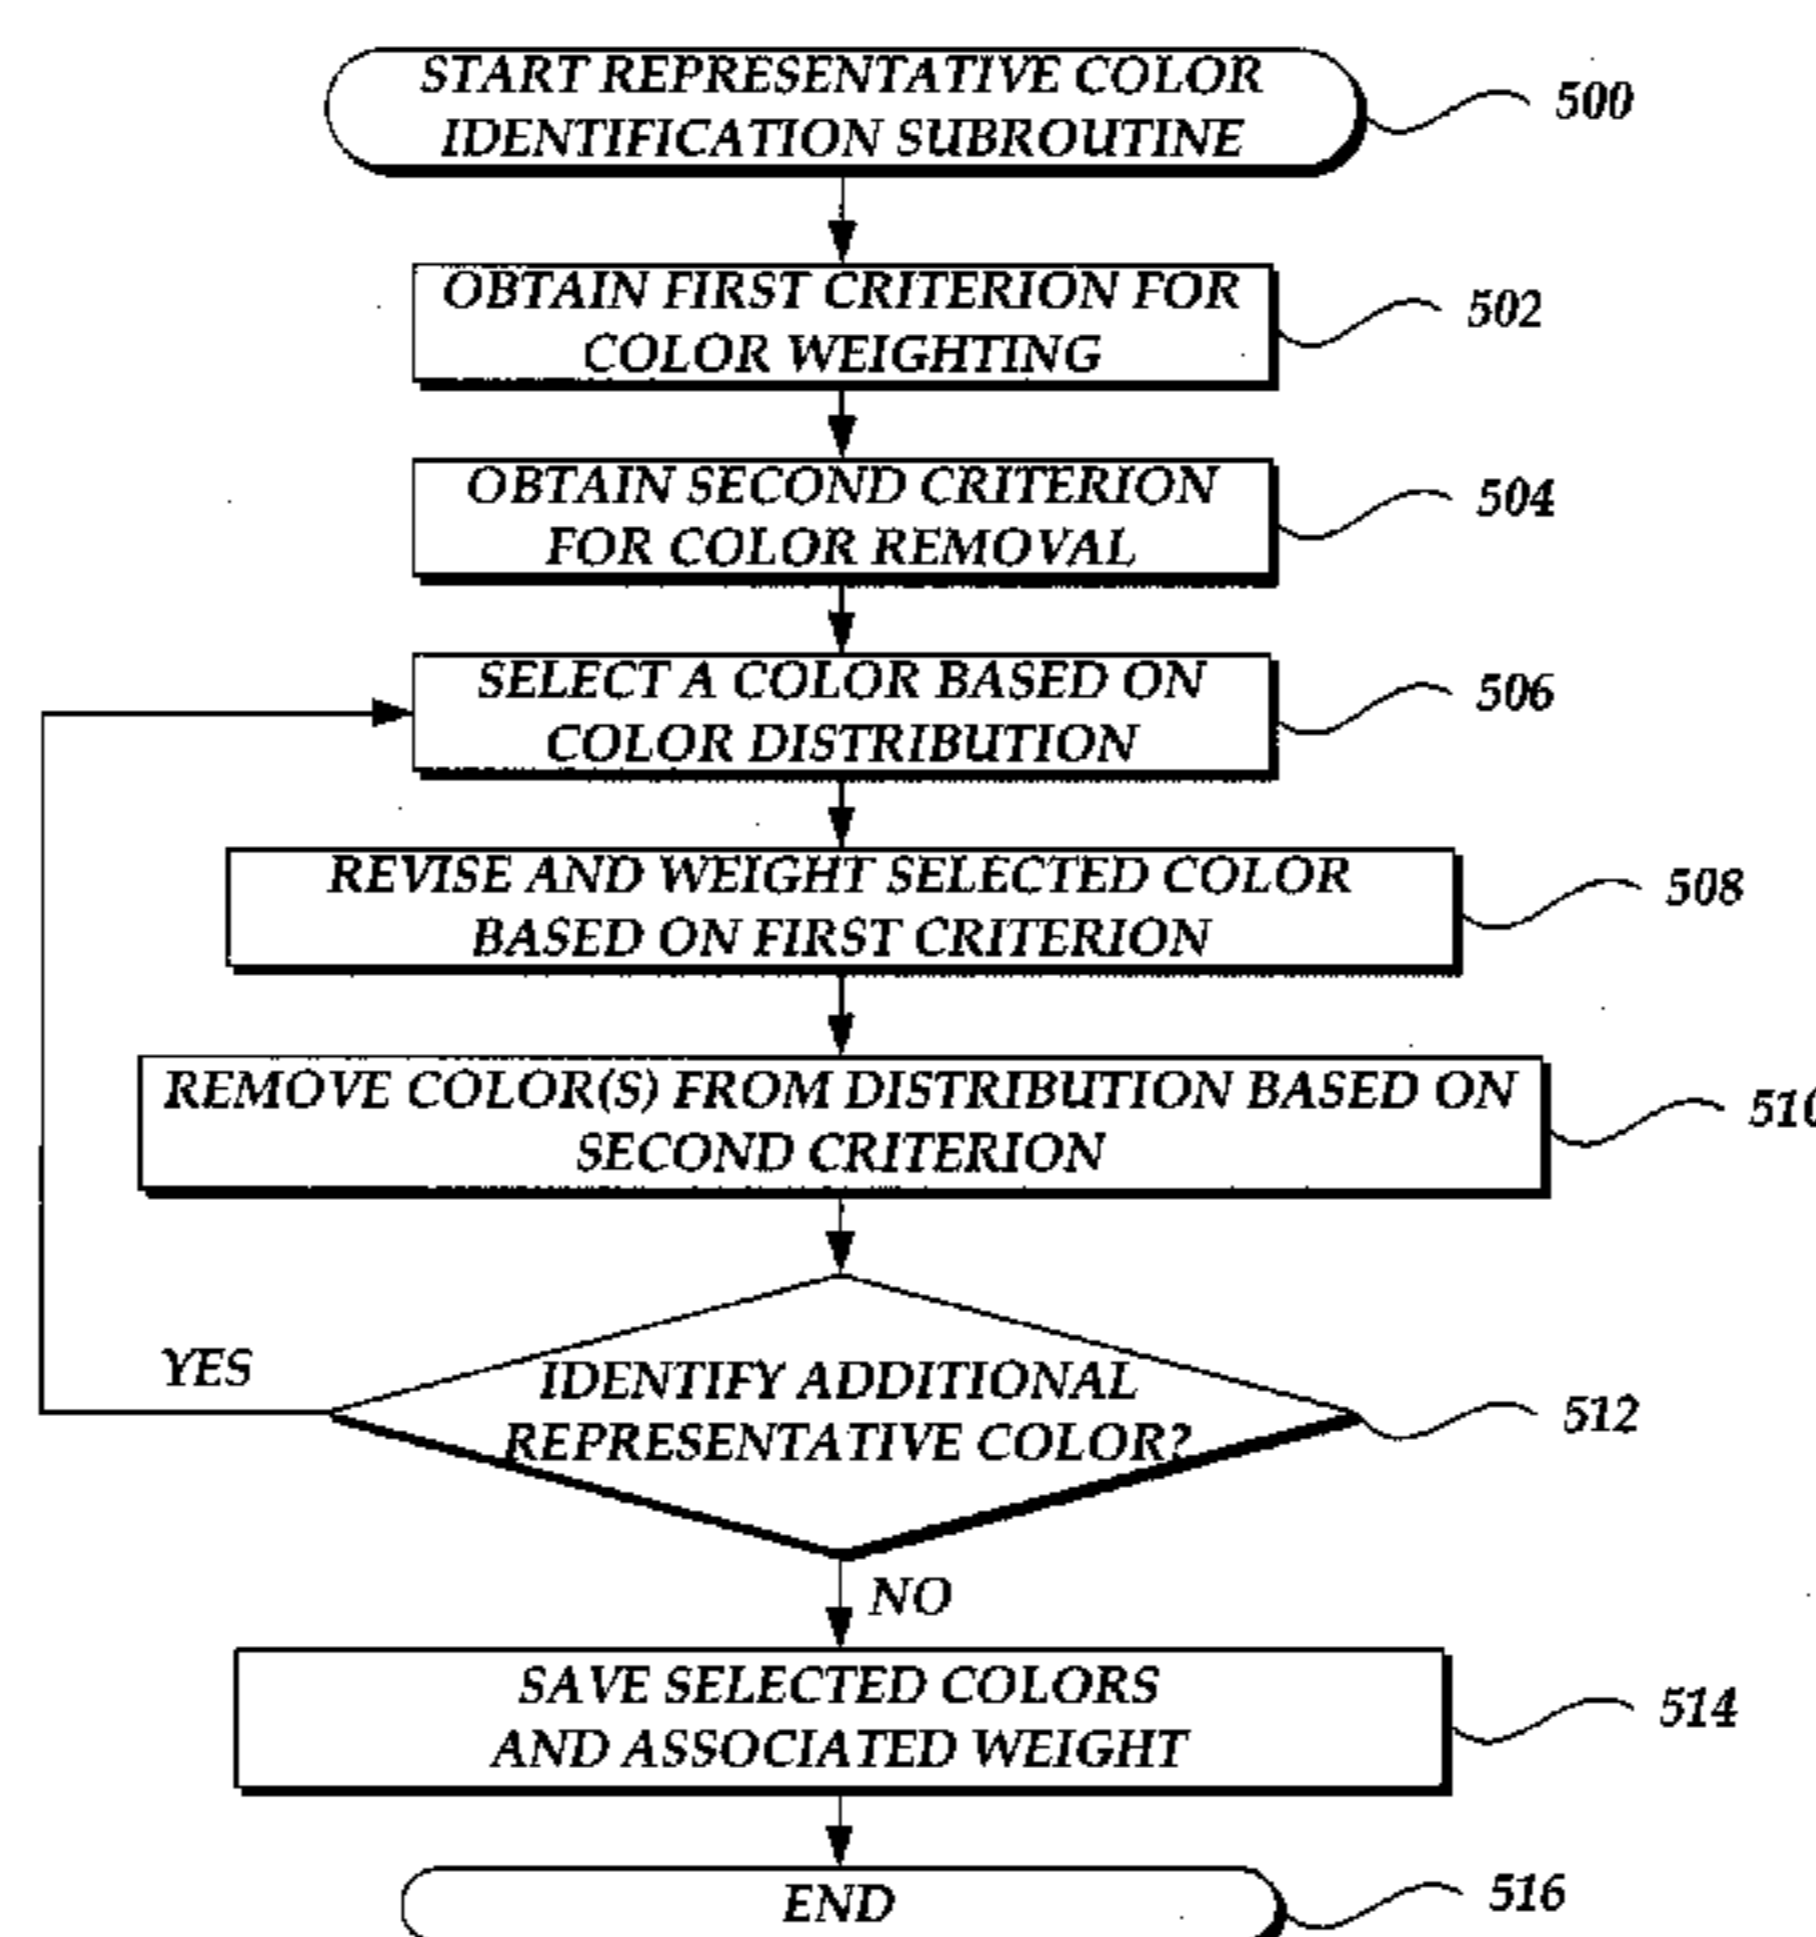 START REPRESENTATIVE COLOR
IDENTIFICATION SUBROUTINE
500
OBTAIN FIRST CRITERION FOR
COLOR WEIGHTING
502
OBTAIN SECOND CRITERION
FOR COLOR REMOVAL
504
SELECT A COLOR BASED ON
COLOR DISTRIBUTION
506
REVISE AND WEIGHT SELECTED COLOR
BASED ON FIRST CRITERION
508
REMOVE COLOR(S) FROM DISTRIBUTION BASED ON
SECOND CRITERION
510
YES
IDENTIFY ADDITIONAL
REPRESENTATIVE COLOR?
512
NO
SAVE SELECTED COLORS
AND ASSOCIATED WEIGHT
514
END
516